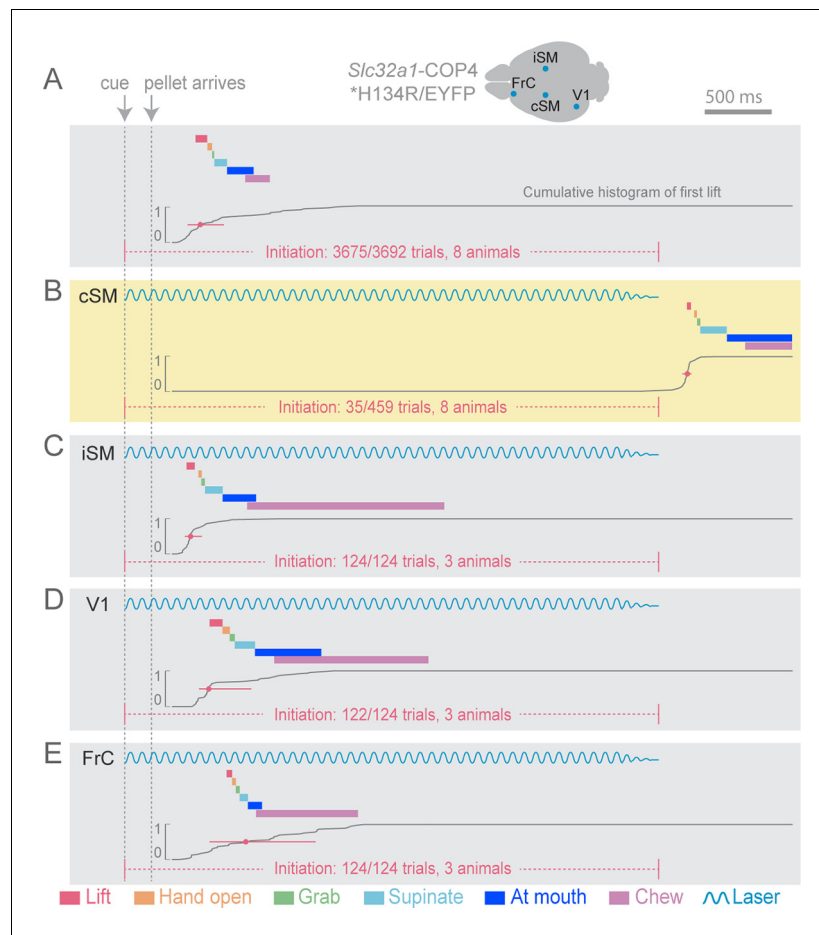 A
Slc32a1-COP4
*H134R/EYFP
iSM
FrC
cSM
V1
500 ms
cue
pellet arrives
Cumulative histogram of first lift
1
0
Initiation: 3675/3692 trials, 8 animals
B
cSM
1
0
Initiation: 35/459 trials, 8 animals
C
iSM
1
0
Initiation: 124/124 trials, 3 animals
D
V1
1
0
Initiation: 122/124 trials, 3 animals
E
FrC
1
0
Initiation: 124/124 trials, 3 animals
Lift Hand open Grab Supinate At mouth Chew Laser